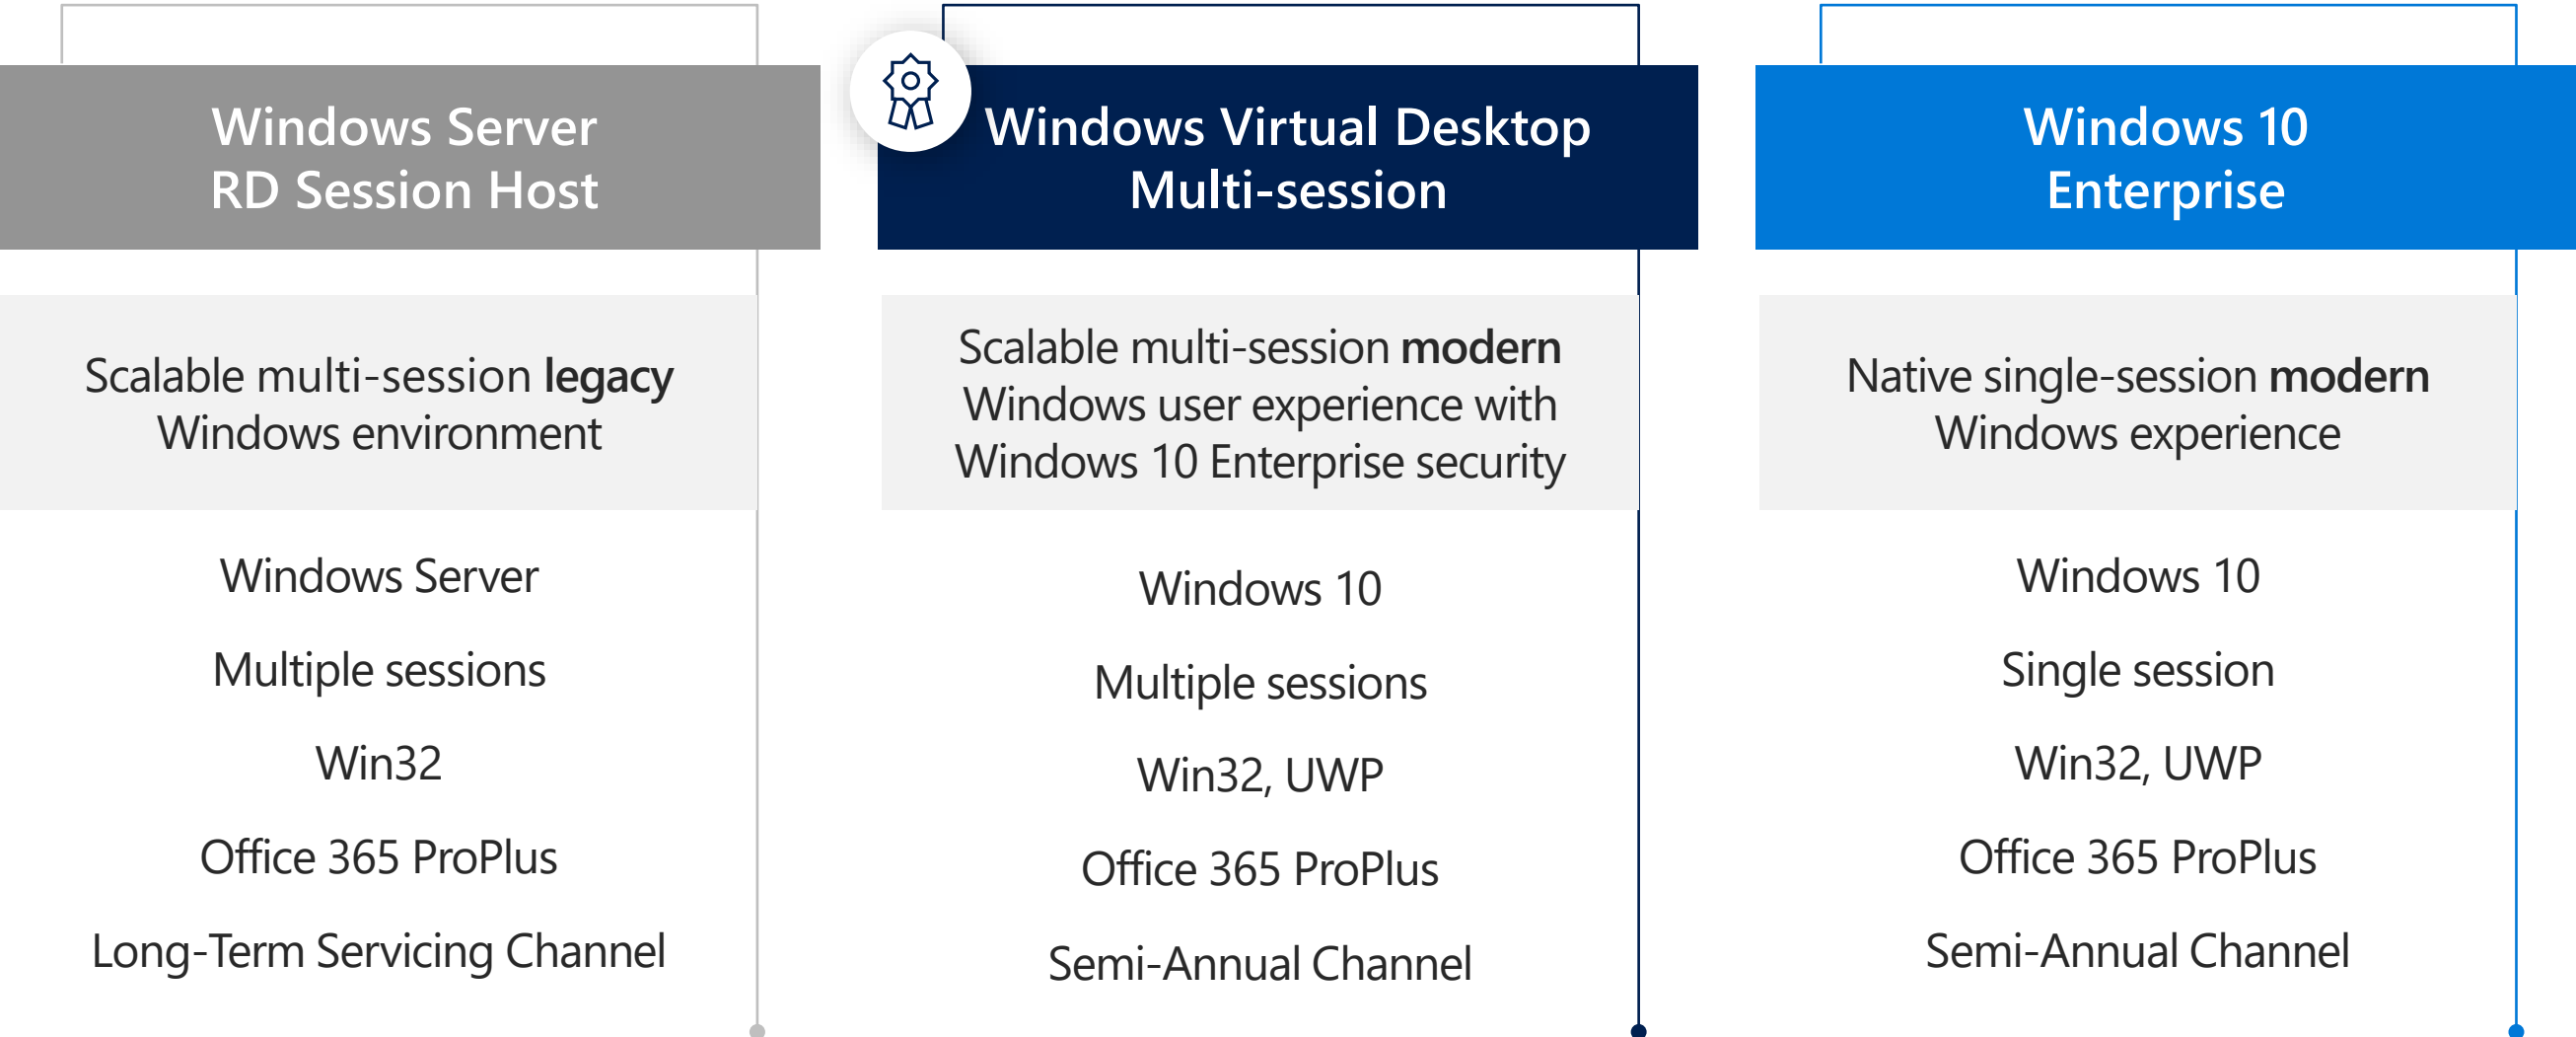 Windows Server
RD Session Host
Scalable multi-session legacy
Windows environment
Windows Server
Multiple sessions
Win32
Office 365 ProPlus
Long-Term Servicing Channel
Windows Virtual Desktop
Multi-session
Scalable multi-session modern
Windows user experience with
Windows 10 Enterprise security
Windows 10
Multiple sessions
Win32, UWP
Office 365 ProPlus
Semi-Annual Channel
Windows 10
Enterprise
Native single-session modern
Windows experience
Windows 10
Single session
Win32, UWP
Office 365 ProPlus
Semi-Annual Channel